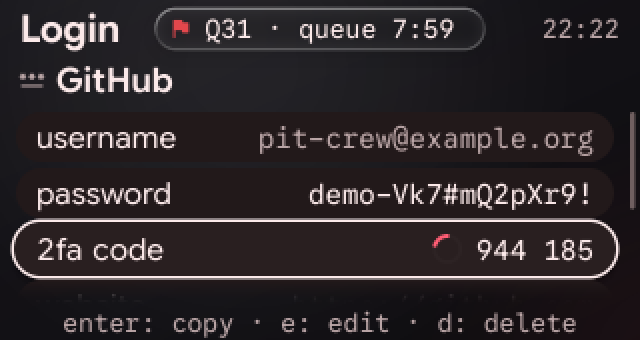 Login Q31 · queue 7:59 22:22
GitHub
username pit-crew@example.org
password demo-Vk7#mQ2pXr9!
2fa code 944 185
enter: copy · e: edit · d: delete